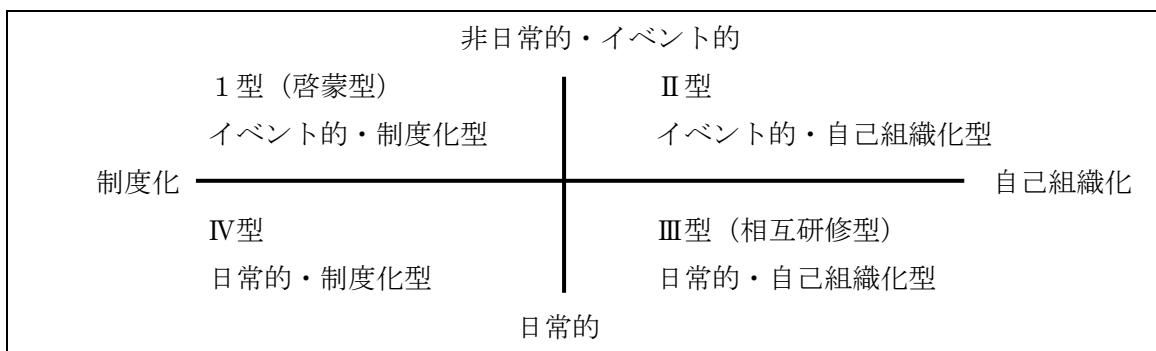 非日常的・イベント的
１型（啓蒙型）
Ⅱ型
イベント的・制度化型
イベント的・自己組織化型
制度化
自己組織化
Ⅳ型
Ⅲ型（相互研修型）
日常的・制度化型
日常的・自己組織化型
日常的